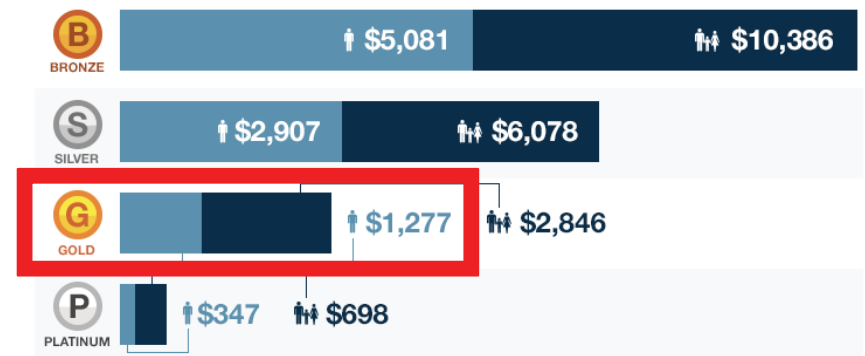 B
BRONZE
$5,081
$10,386
S
SILVER
$2,907
$6,078
G
GOLD
$1,277
$2,846
P
PLATINUM
$347
$698